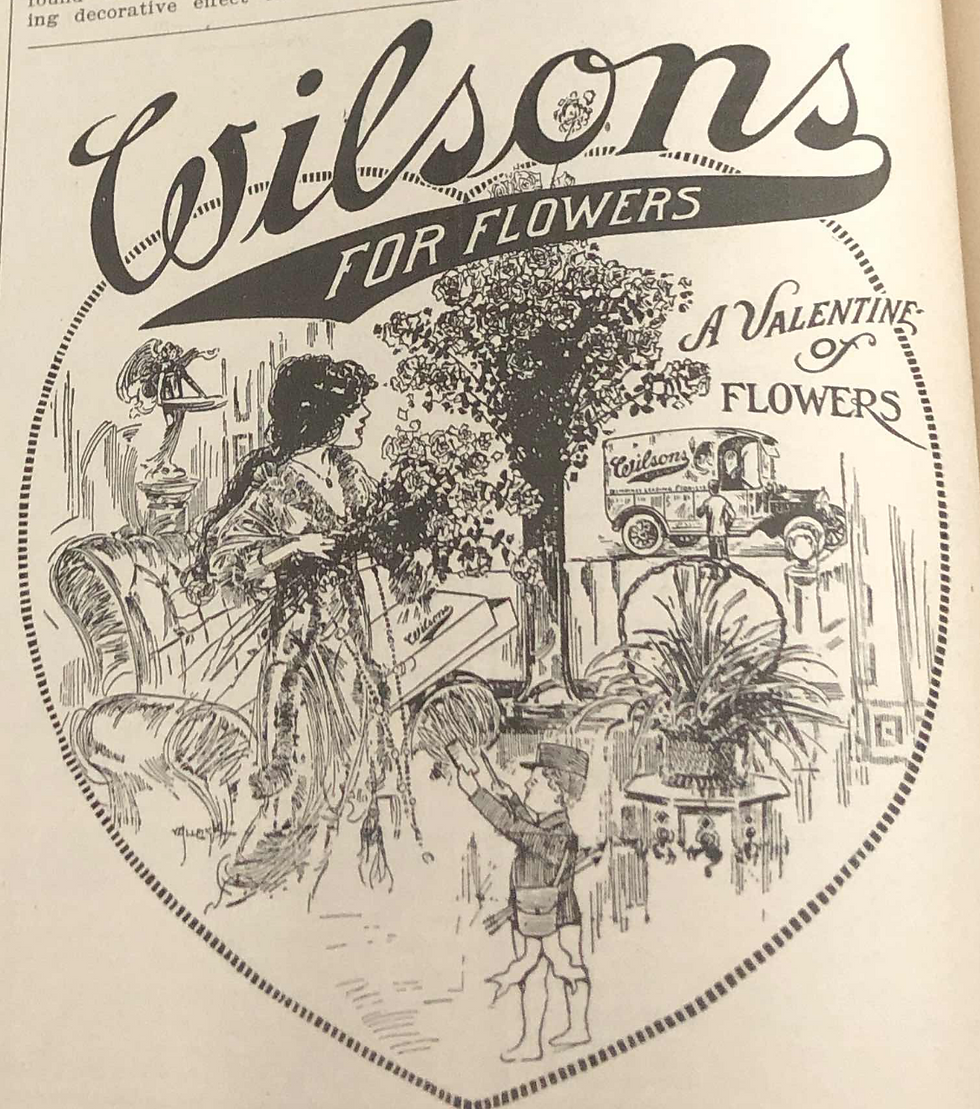 ing decorative effect
Wilsons
FOR FLOWERS
A VALENTINE
OF
FLOWERS
Wilsons
Wilsons